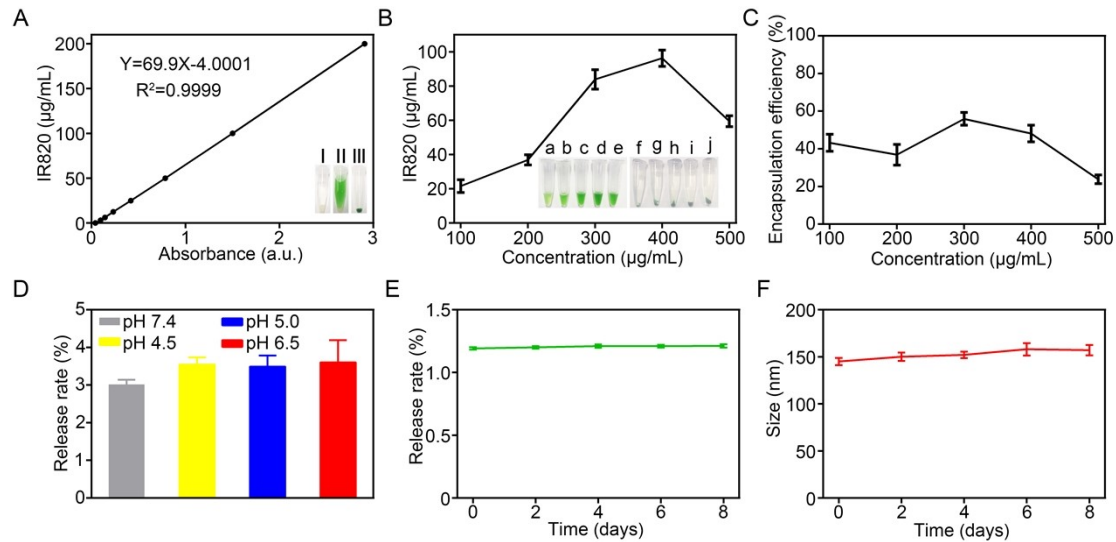 A
IR820 (μg/mL)
200
150
100
50
0
Y=69.9X-4.0001
R²=0.9999
I II III
0 1 2 3
Absorbance (a.u.)
B
IR820 (μg/mL)
100
80
60
40
20
0
a b c d e f g h i j
100 200 300 400 500
Concentration (μg/mL)
C
Encapsulation efficiency (%)
100
80
60
40
20
0
100 200 300 400 500
Concentration (μg/mL)
D
Release rate (%)
5
4
3
2
1
0
pH 7.4 pH 5.0
pH 4.5 pH 6.5
E
Release rate (%)
1.5
1.0
0.5
0.0
0 2 4 6 8
Time (days)
F
Size (nm)
200
150
100
50
0
0 2 4 6 8
Time (days)